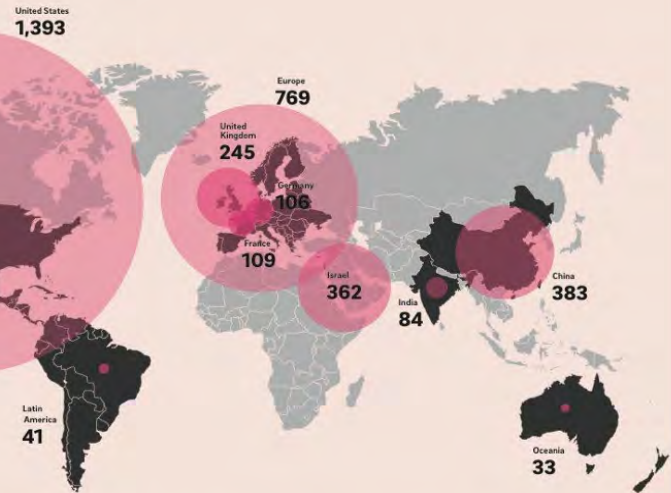 United States
1,393
Europe
769
United
Kingdom
245
Germany
106
France
109
Israel
362
India
84
China
383
Latin
America
41
Oceania
33